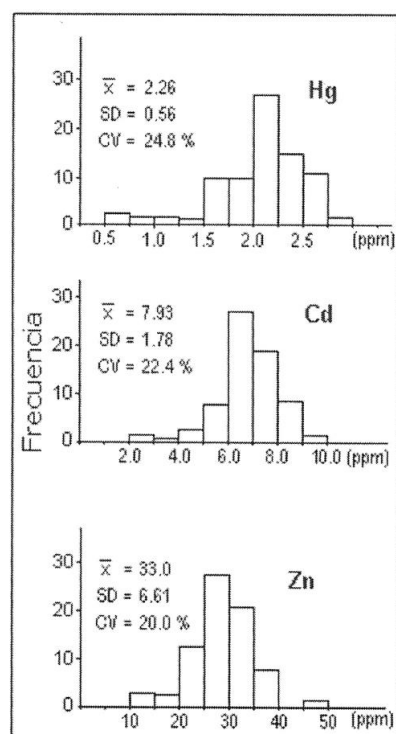 30
20
10
0
x̄ = 2.26
SD = 0.56
CV = 24.8 %
Hg
0.5 1.0 1.5 2.0 2.5 (ppm)
Frecuencia
30
20
10
0
x̄ = 7.93
SD = 1.78
CV = 22.4 %
Cd
2.0 4.0 6.0 8.0 10.0 (ppm)
30
20
10
0
x̄ = 33.0
SD = 6.61
CV = 20.0 %
Zn
10 20 30 40 50 (ppm)